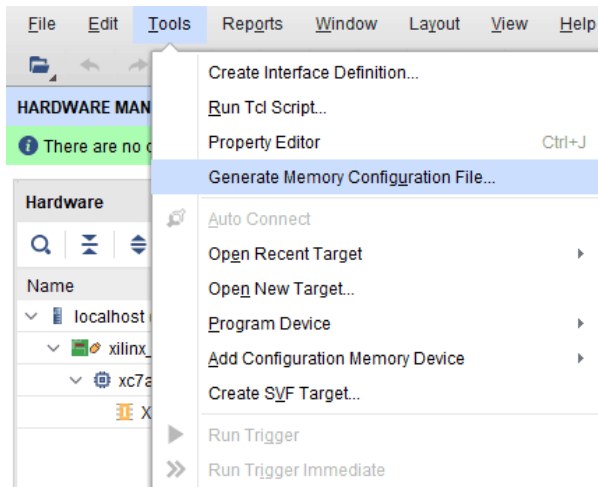 File Edit Tools Reports Window Layout View Help
Create Interface Definition...
HARDWARE MAN
Run Tcl Script...
There are no
Property Editor Ctrl+J
Generate Memory Configuration File...
Hardware
Auto Connect
Open Recent Target
Name
Open New Target...
localhost
Program Device
xilinx_
Add Configuration Memory Device
xc7a
Create SVF Target...
X
Run Trigger
Run Trigger Immediate